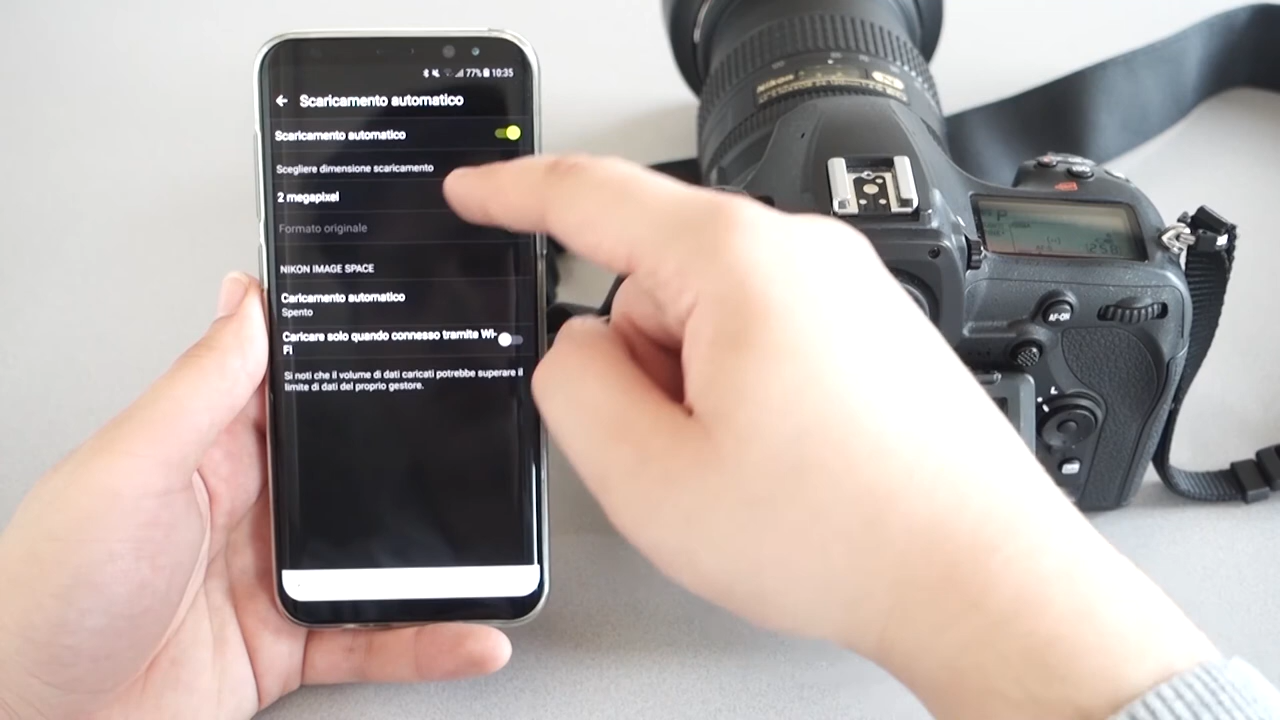 77% 10:35
Scaricamento automatico
Scaricamento automatico
Scegliere dimensione scaricamento
2 megapixel
Formato originale
NIKON IMAGE SPACE
Caricamento automatico
Spento
Caricare solo quando connesso tramite Wi-
Fi
Si noti che il volume di dati caricati potrebbe superare il
limite di dati del proprio gestore.
Nikon
N
P
AF-ON
L